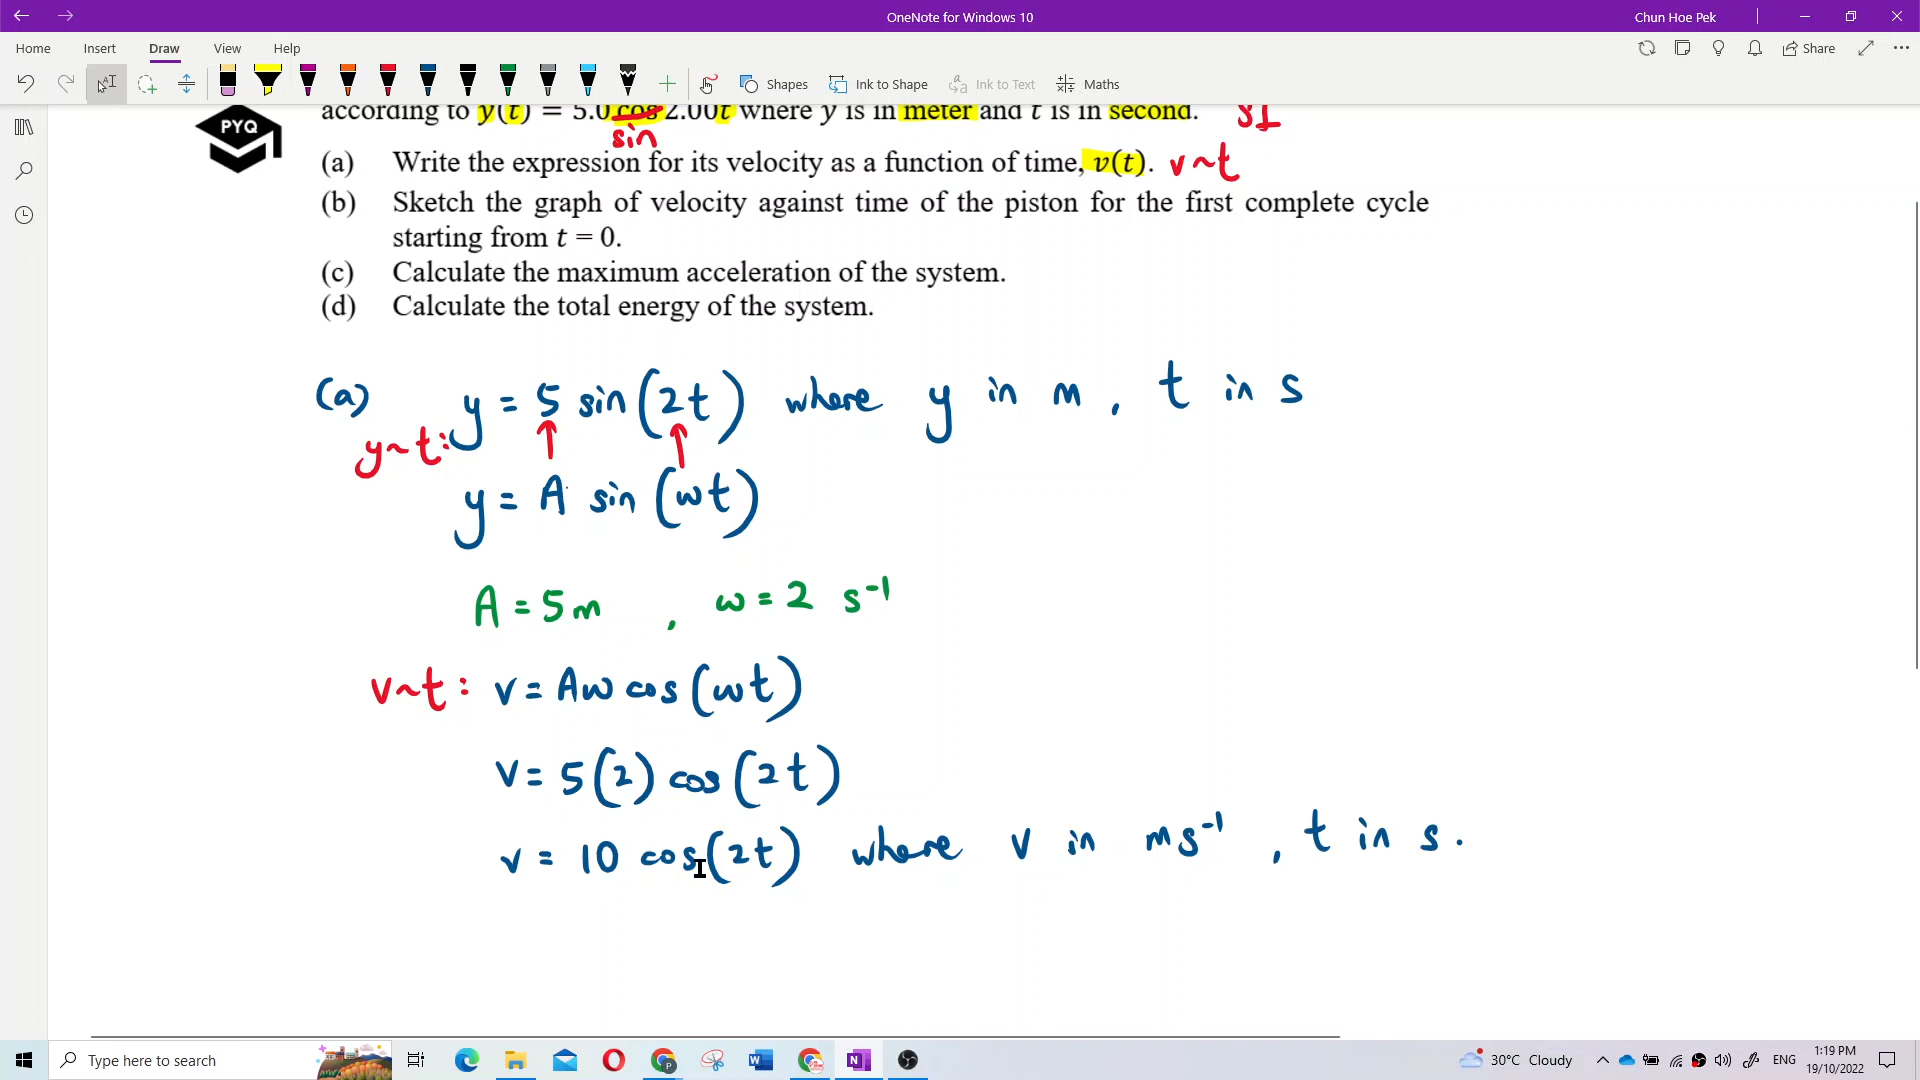 OneNote for Windows 10
Chun Hoe Pek
Home Insert Draw View Help
Share
Shapes Ink to Shape Ink to Text Maths
PYQ
according to y(t) = 5.0 cos 2.00t where y is in meter and t is in second. SI
sin
(a) Write the expression for its velocity as a function of time, v(t). v~t
(b) Sketch the graph of velocity against time of the piston for the first complete cycle
starting from t = 0.
(c) Calculate the maximum acceleration of the system.
(d) Calculate the total energy of the system.
(a) y = 5 sin (2t) where y in m, t in s
y~t:
y = A sin (ωt)
A = 5m , ω = 2 s⁻¹
v~t: v = Aω cos (ωt)
v = 5(2) cos (2t)
v = 10 cos (2t) where v in ms⁻¹, t in s.
Type here to search
30°C Cloudy
ENG
1:19 PM
19/10/2022